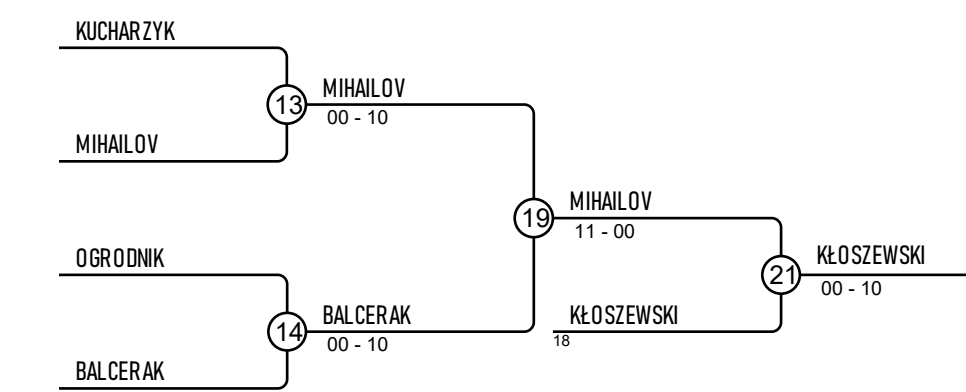 KUCHARZYK
13
MIHAILOV
00 - 10
MIHAILOV
19
MIHAILOV
11 - 00
OGRODNIK
21
KŁOSZEWSKI
00 - 10
14
BALCERAK
00 - 10
KŁOSZEWSKI
18
BALCERAK